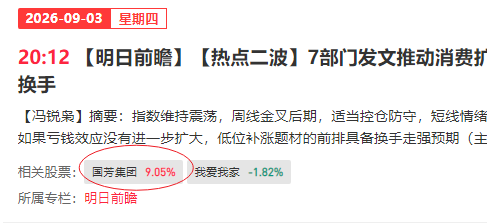 2026-09-03 星期四
20:12 【明日前瞻】【热点二波】7部门发文推动消费扩
换手
【冯锐枭】摘要：指数维持震荡，周线金叉后期，适当控仓防守，短线情绪
如果亏钱效应没有进一步扩大，低位补涨题材的前排具备换手走强预期（主
相关股票： 国芳集团 9.05% 我爱我家 -1.82%
所属专栏：明日前瞻